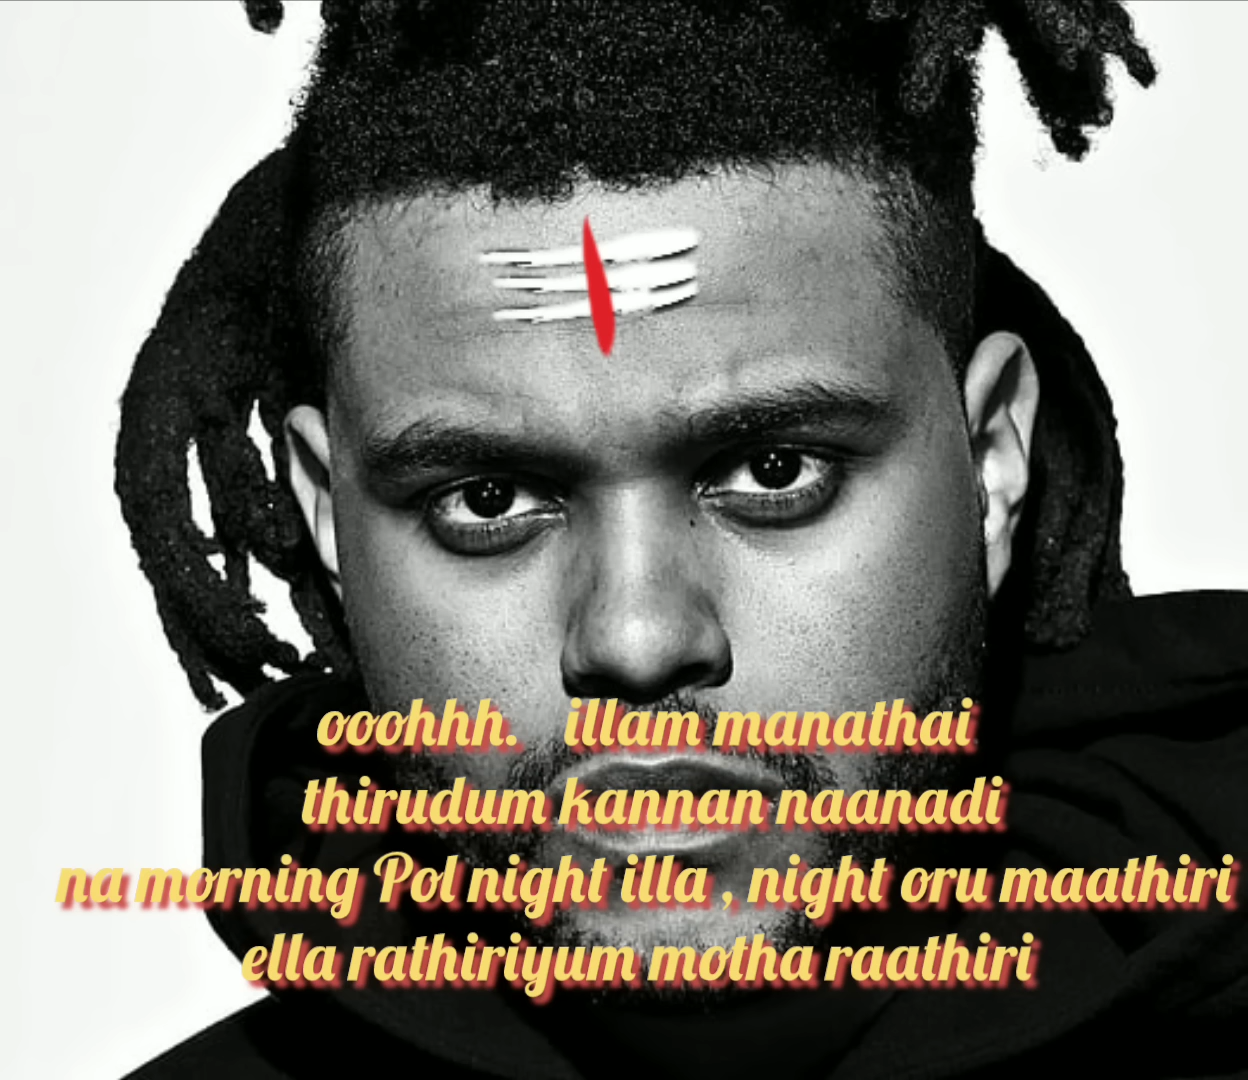 ooohhh. illam manathai
thirudum kannan naanadi
na morning Pol night illa , night oru maathiri
ella rathiriyum motha raathiri